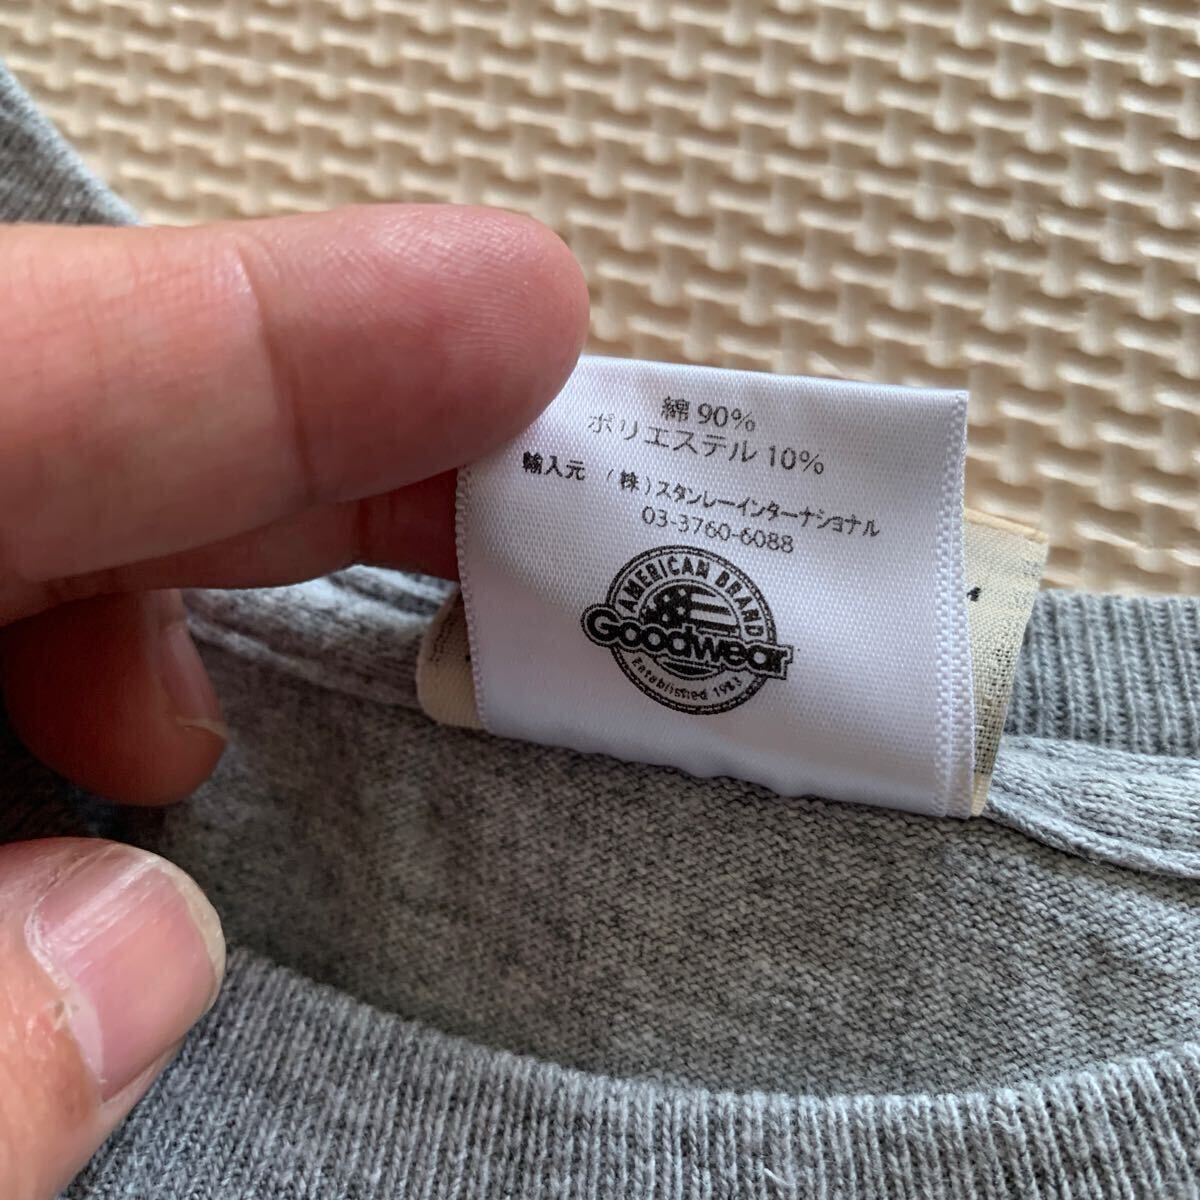 綿 90%
ポリエステル 10%
輸入元 (株)スタンレーインターナショナル
03-3760-6088
AMERICAN BRAND
Goodwear
Established 1983